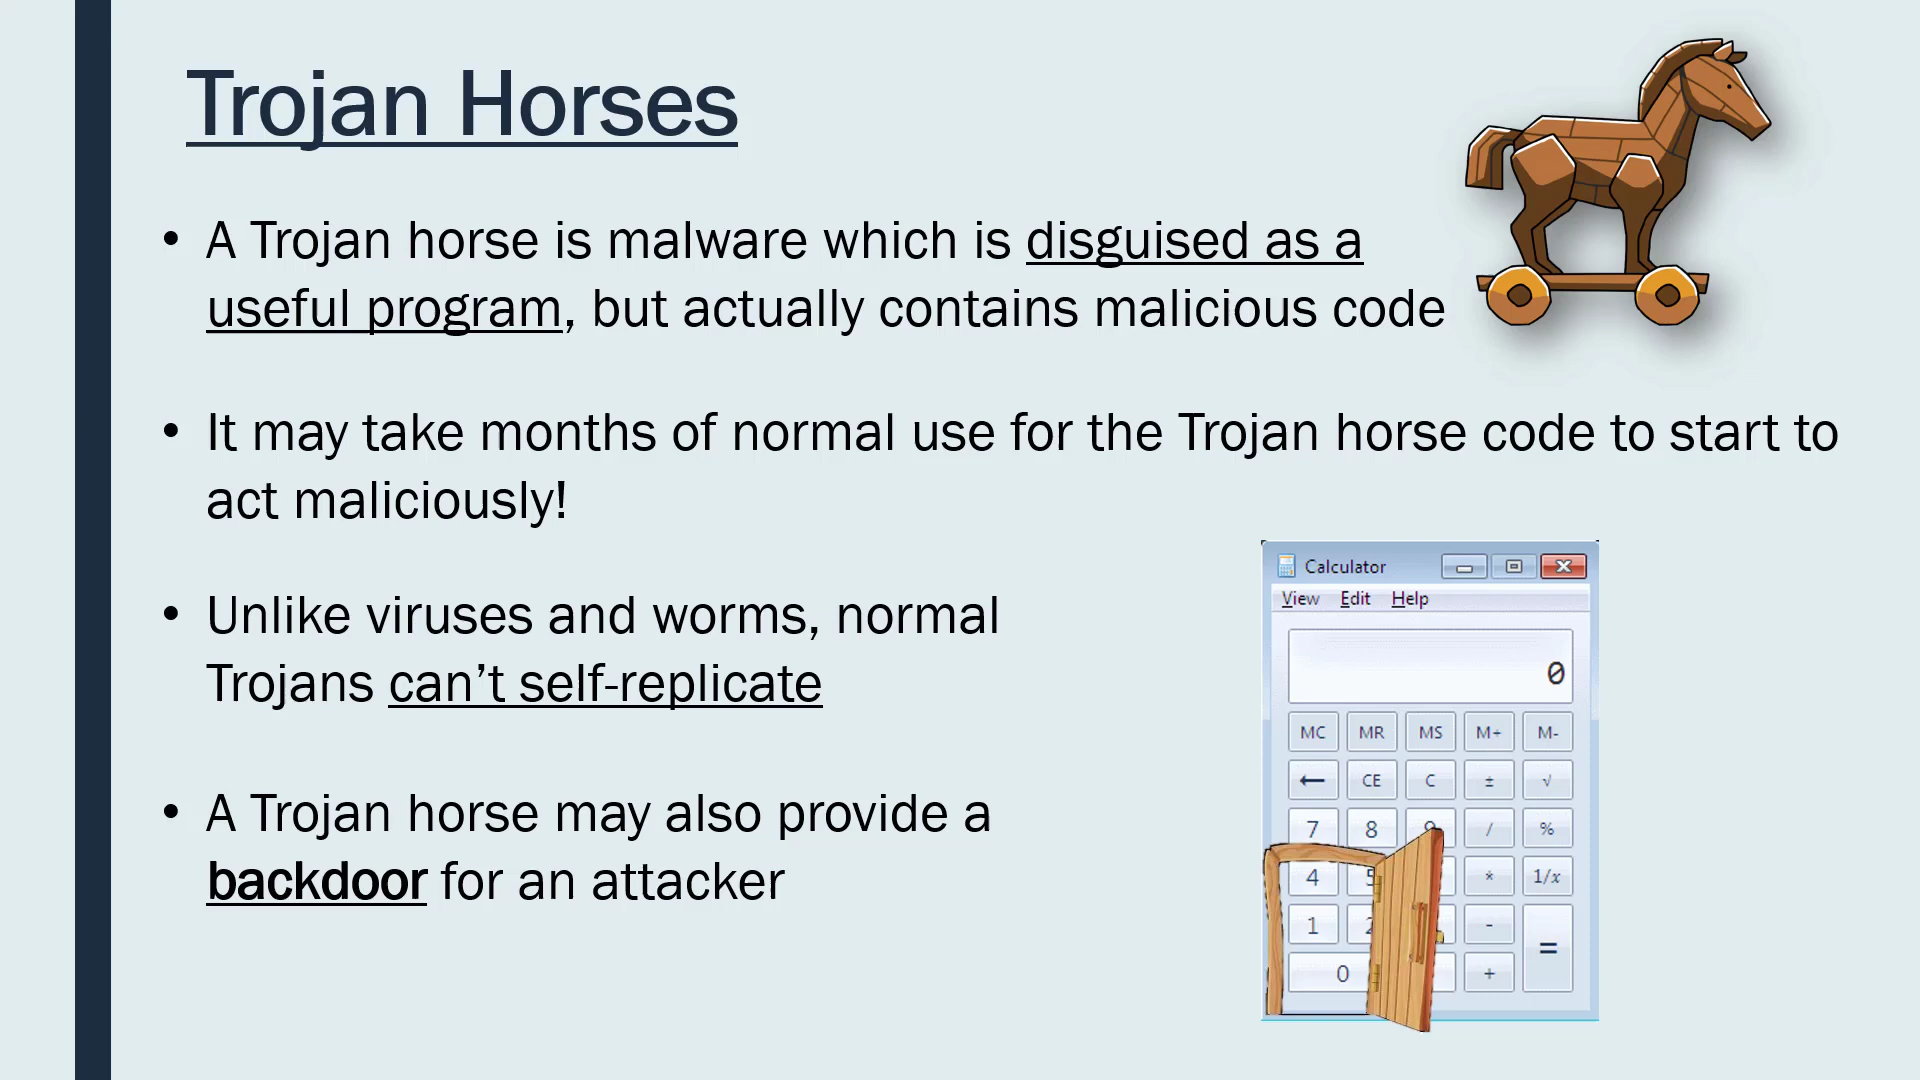 Trojan Horses
• A Trojan horse is malware which is disguised as a
useful program, but actually contains malicious code
• It may take months of normal use for the Trojan horse code to start to
act maliciously!
• Unlike viruses and worms, normal
Trojans can’t self-replicate
• A Trojan horse may also provide a
backdoor for an attacker
Calculator
View Edit Help
0
MC MR MS M+ M-
← CE C ± √
7 8 9 / %
4 5 * 1/x
1 2 - =
0 +